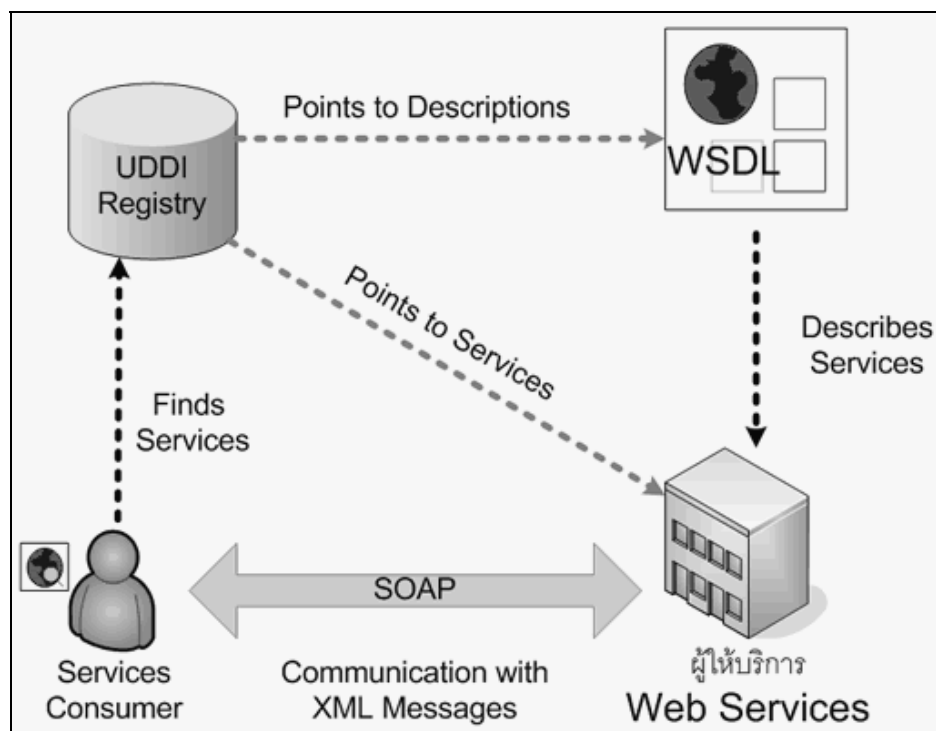 Points to Descriptions
UDDI
Registry
WSDL
Points to Services
Describes
Services
Finds
Services
SOAP
Services
Consumer
Communication with
XML Messages
ผู้ให้บริการ
Web Services